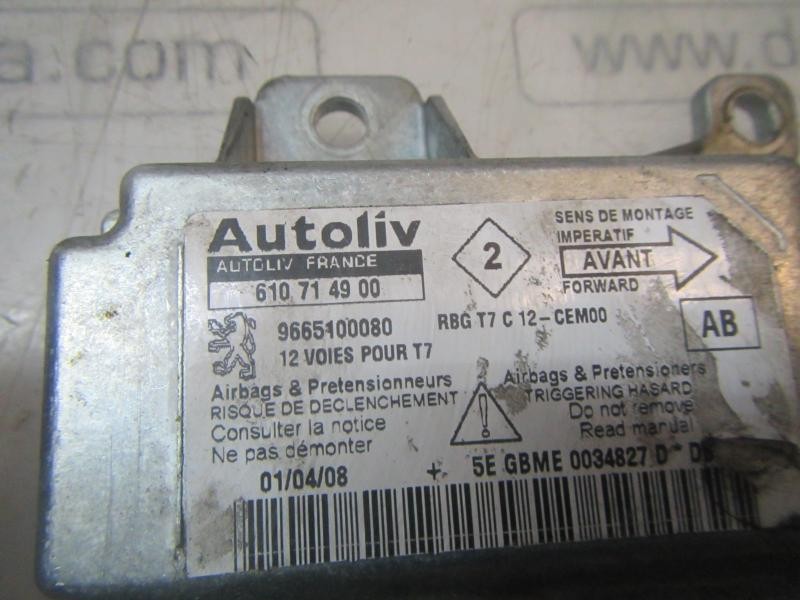 a.com
www.d
Autoliv
AUTOLIV FRANCE
610 71 49 00
2
SENS DE MONTAGE
IMPERATIF
AVANT
FORWARD
9665100080
RBG T7 C 12-CEM00
AB
12 VOIES POUR T7
Airbags & Pretensionneurs
RISQUE DE DECLENCHEMENT
Consulter la notice
Ne pas démonter
!
Airbags & Pretensioners
TRIGGERING HASARD
Do not remove
Read manual
01/04/08
+ 5E GBME 0034827 D